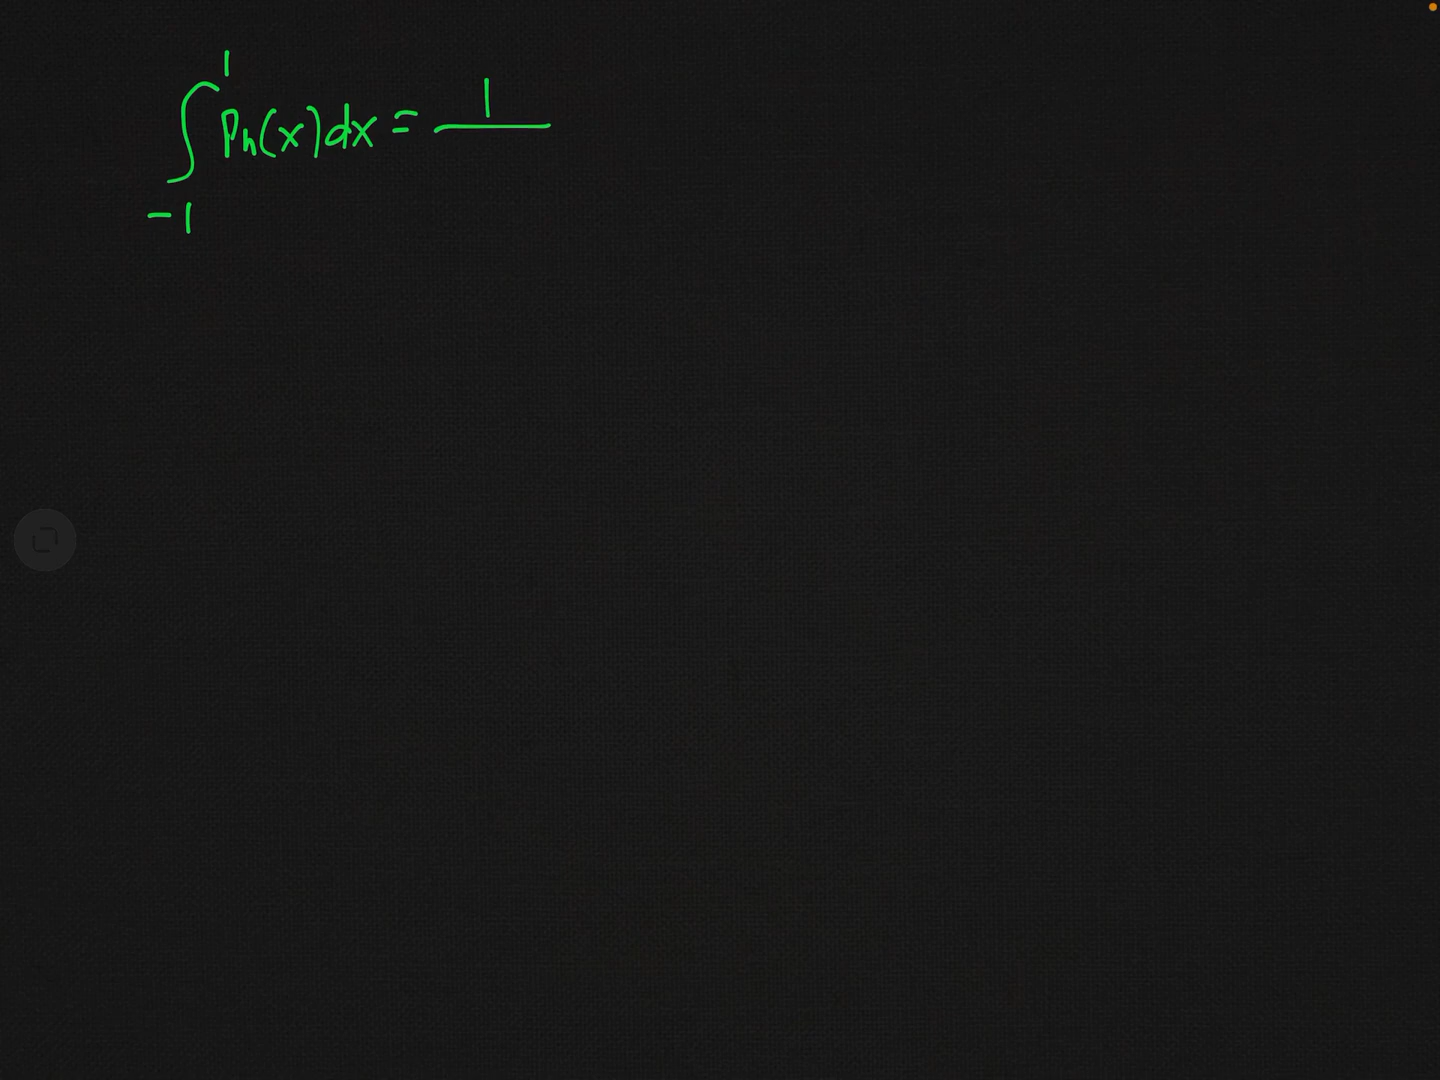 ∫_{-1}^{1} Pn(x)dx = 1/